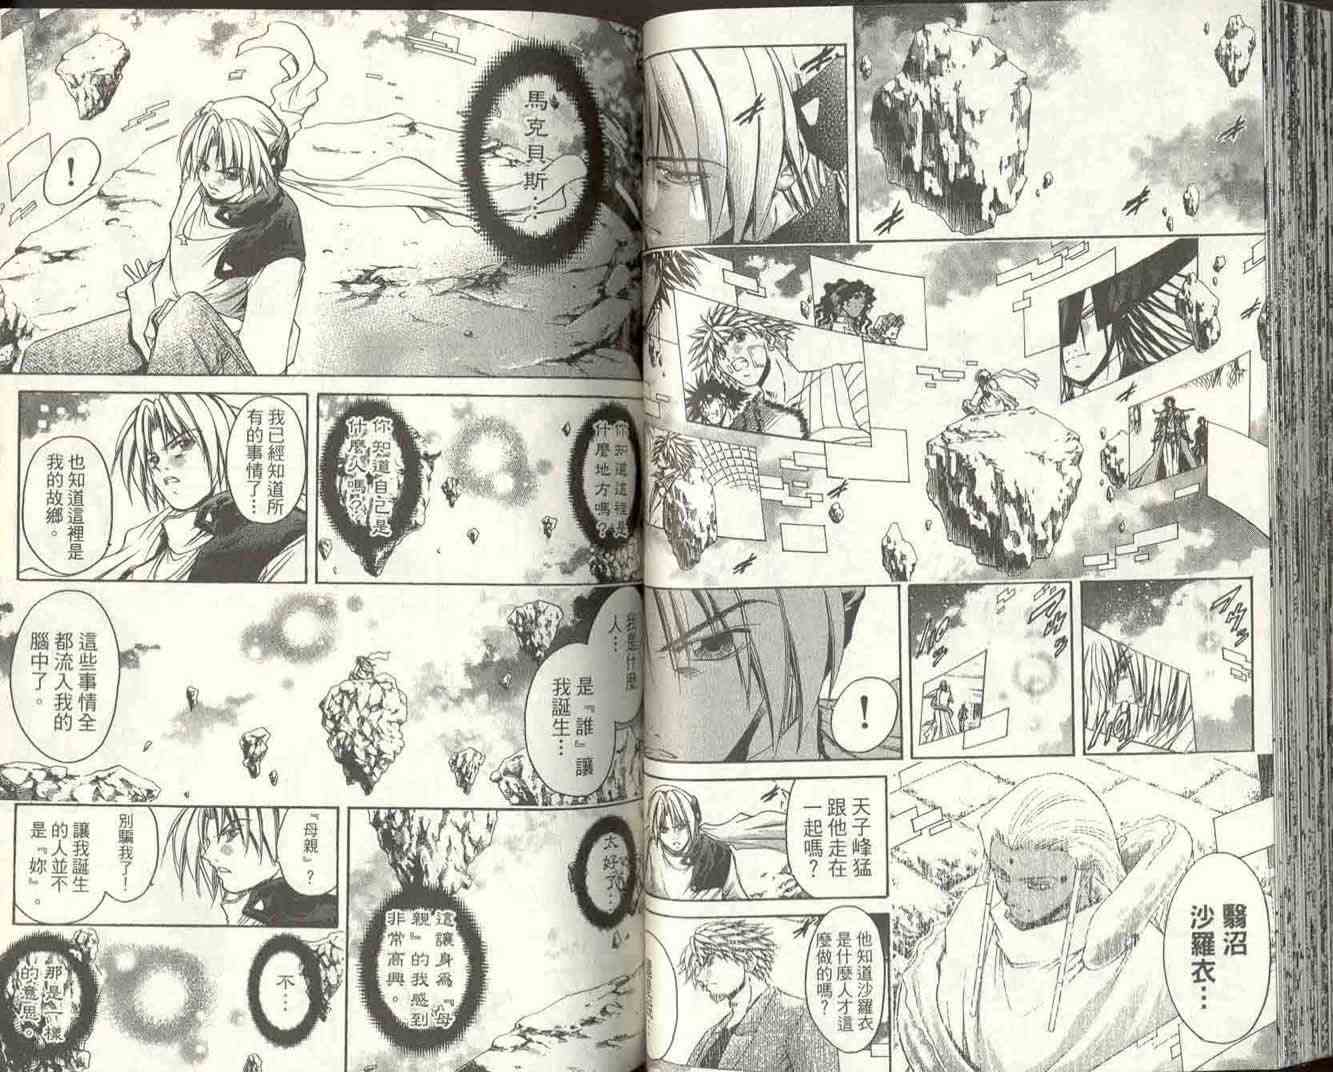 翳沼
沙羅衣…
天子峰猛
跟他走在
一起嗎？
他知道沙羅衣
是什麼人才這
麼做的嗎？
馬克貝斯…
！
！
你知道這裡是
什麼地方嗎？
你知道自己是
什麼人嗎？
我已經知道所
有的事情了…
也知道這裡是
我的故鄉。
我是什麼
人…
是『誰』讓
我誕生…
這些事情全
都流入我的
腦中了。
太好了…
這讓身為『母
親』的我感到
非常高興。
『母親』？
別騙我了！
讓我誕生
的人並不
是『妳』。
不…
那是一樣
的意思。